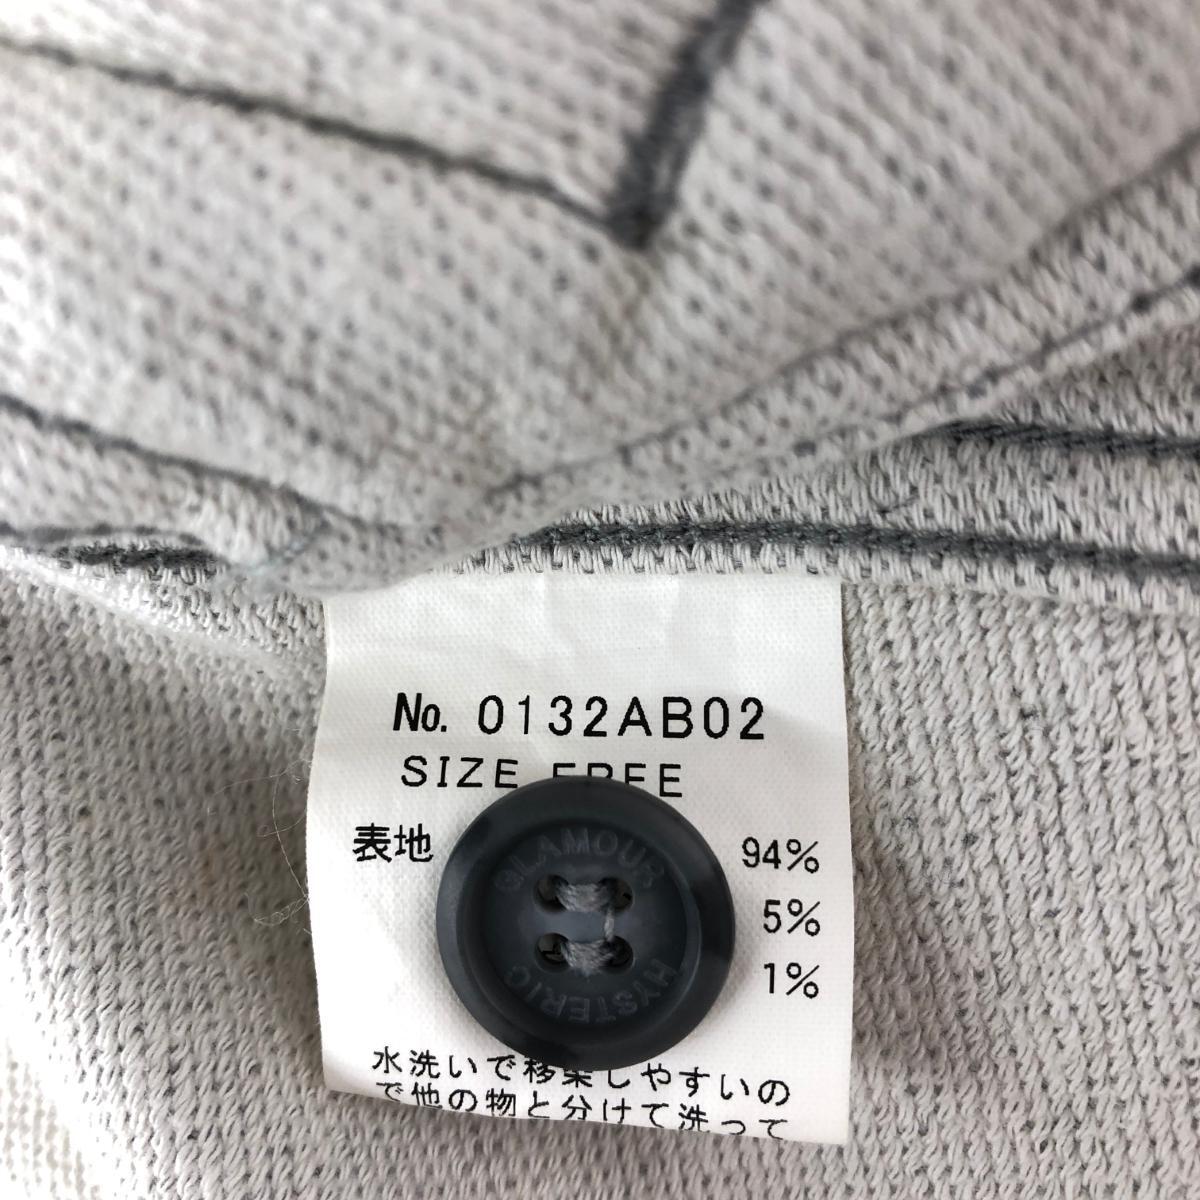 No. 0132AB02
SIZE FREE
表地 94%
5%
1%
GLAMOUR
HYSTERIC
水洗いで移染しやすいの
で他の物と分けて洗って